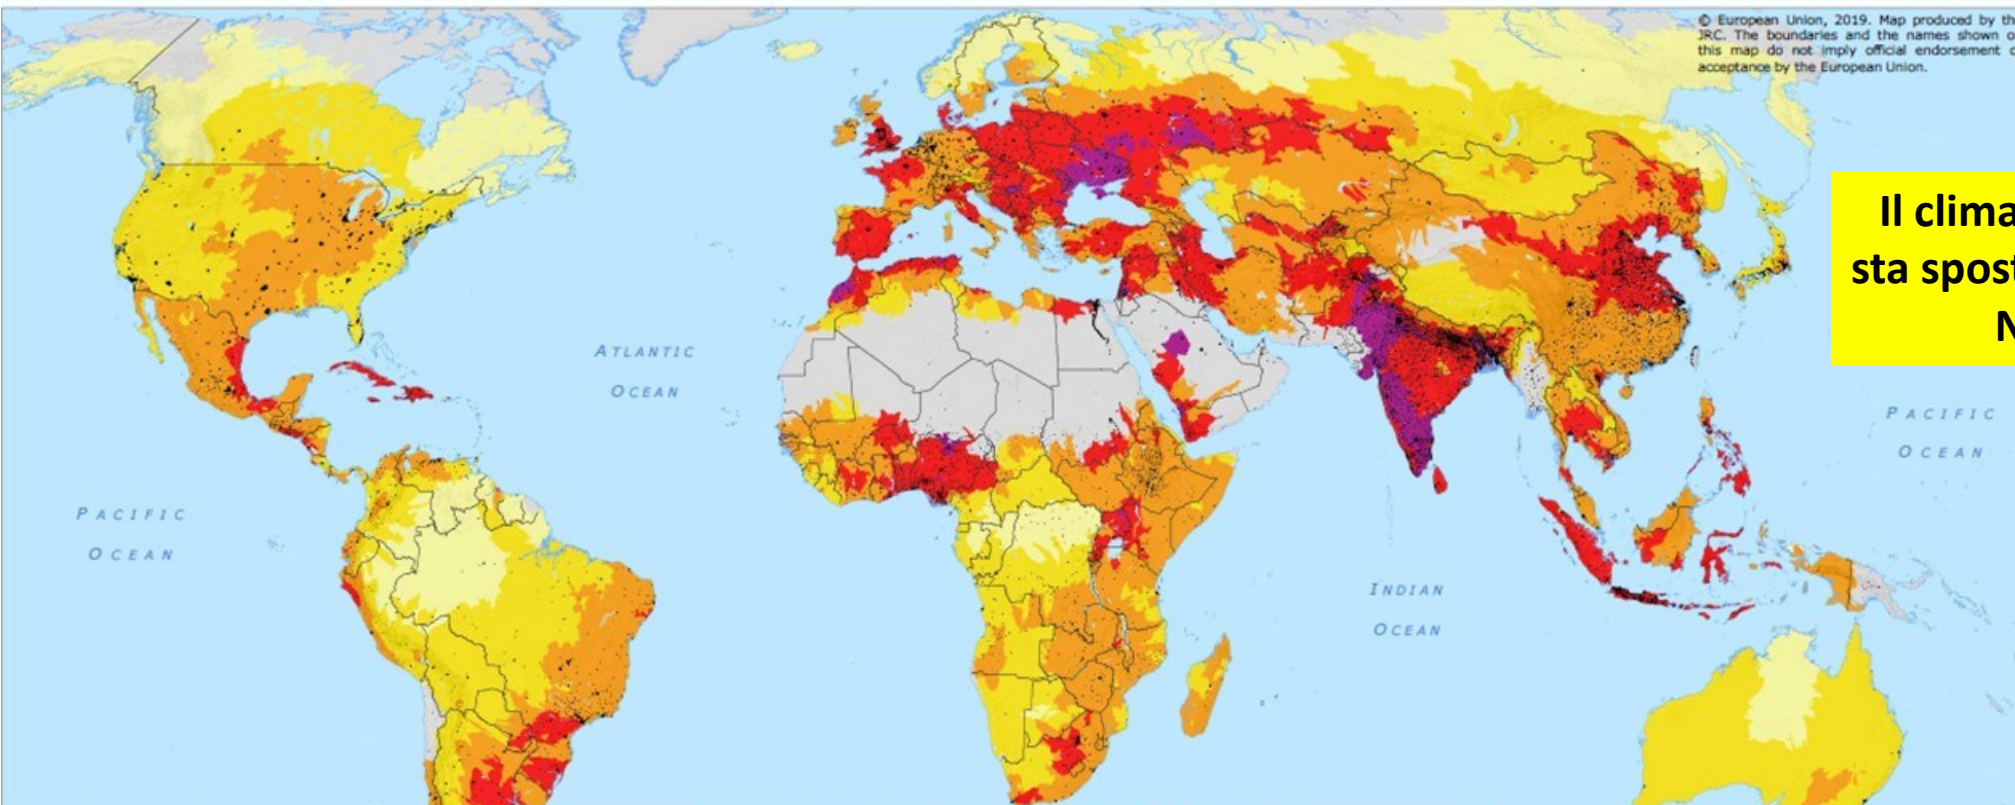 © European Union, 2019. Map produced by the
JRC. The boundaries and the names shown o
this map do not imply official endorsement o
acceptance by the European Union.
Il clima
sta spost
N
ATLANTIC
OCEAN
PACIFIC
OCEAN
PACIFIC
OCEAN
INDIAN
OCEAN